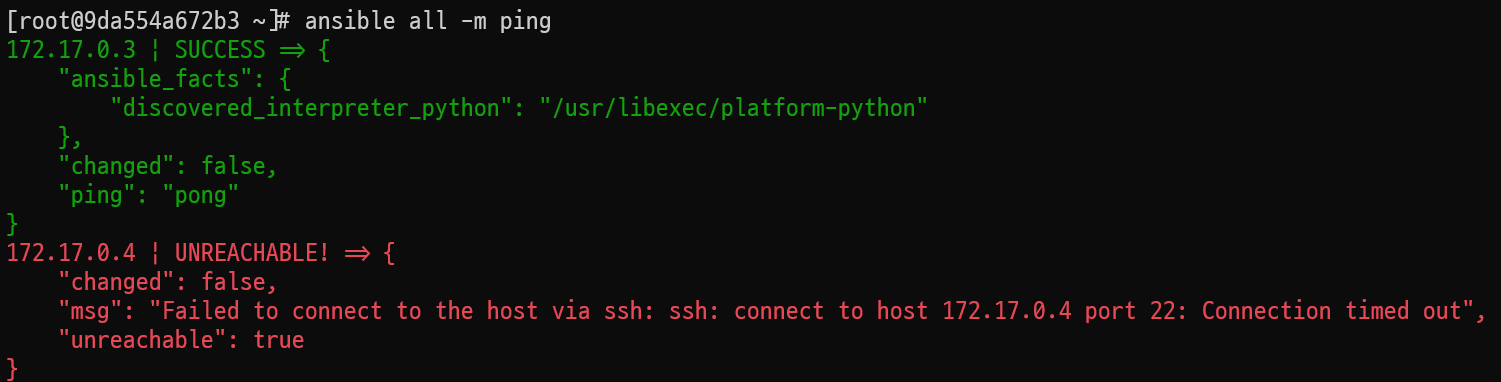 [root@9da554a672b3 ~]# ansible all -m ping
172.17.0.3 | SUCCESS => {
    "ansible_facts": {
        "discovered_interpreter_python": "/usr/libexec/platform-python"
    },
    "changed": false,
    "ping": "pong"
}
172.17.0.4 | UNREACHABLE! => {
    "changed": false,
    "msg": "Failed to connect to the host via ssh: ssh: connect to host 172.17.0.4 port 22: Connection timed out",
    "unreachable": true
}